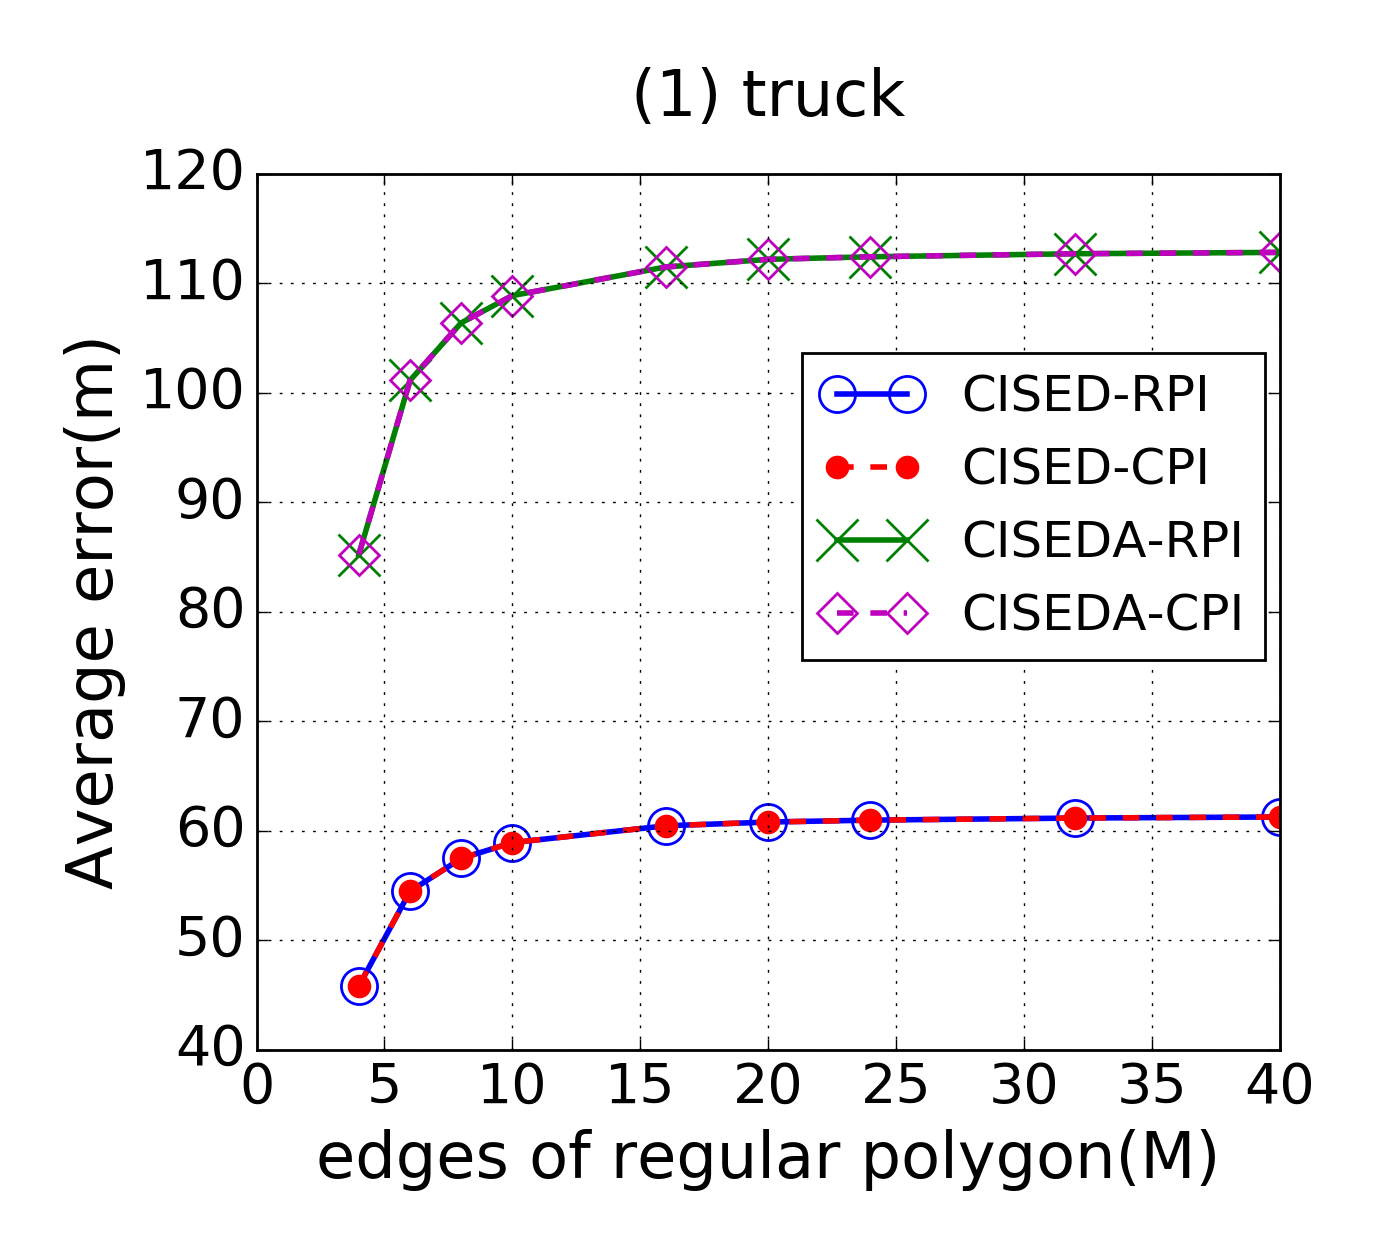 (1) truck
Average error(m)
120
110
100
90
80
70
60
50
40
0 5 10 15 20 25 30 35 40
edges of regular polygon(M)
CISED-RPI
CISED-CPI
CISEDA-RPI
CISEDA-CPI